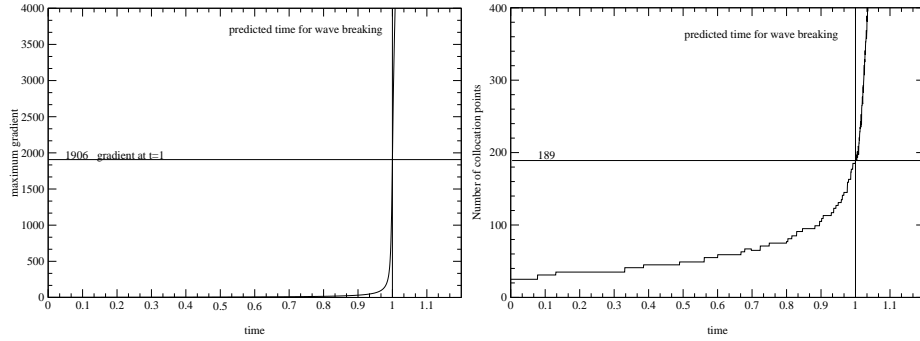 4000
3500
3000
2500
2000
1500
1000
500
0
maximum gradient
predicted time for wave breaking
1906 gradient at t=1
0 0.1 0.2 0.3 0.4 0.5 0.6 0.7 0.8 0.9 1 1.1
time
400
300
200
100
0
Number of collocation points
predicted time for wave breaking
189
0 0.1 0.2 0.3 0.4 0.5 0.6 0.7 0.8 0.9 1 1.1
time